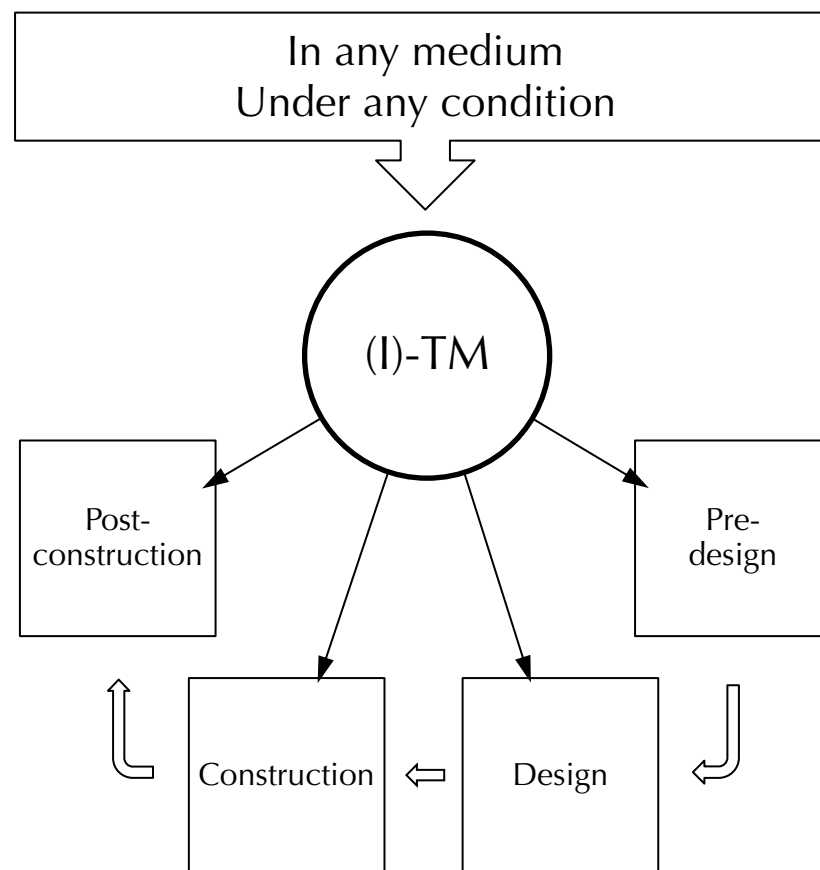 In any medium
Under any condition
(I)-TM
Post-
construction
Pre-
design
Construction
Design